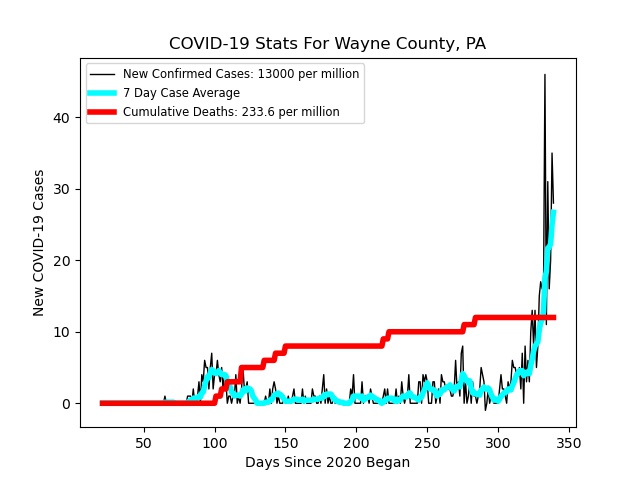 COVID-19 Stats For Wayne County, PA
New Confirmed Cases: 13000 per million
7 Day Case Average
Cumulative Deaths: 233.6 per million
New COVID-19 Cases
40
30
20
10
0
50 100 150 200 250 300 350
Days Since 2020 Began